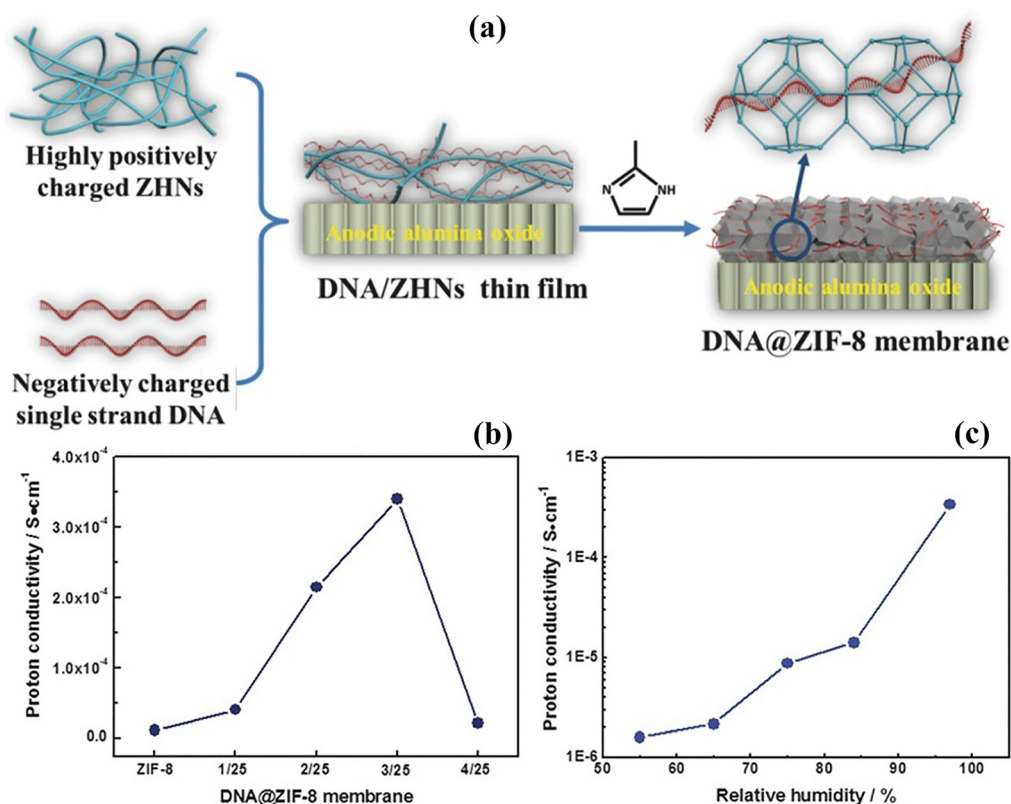 (a)
Highly positively
charged ZHNs
Negatively charged
single strand DNA
Anodic alumina oxide
DNA/ZHNs thin film
N
NH
Anodic alumina oxide
DNA@ZIF-8 membrane
(b)
Proton conductivity / S•cm⁻¹
4.0x10⁻⁴
3.0x10⁻⁴
2.0x10⁻⁴
1.0x10⁻⁴
0.0
ZIF-8 1/25 2/25 3/25 4/25
DNA@ZIF-8 membrane
(c)
Proton conductivity / S•cm⁻¹
1E-3
1E-4
1E-5
1E-6
50 60 70 80 90 100
Relative humidity / %